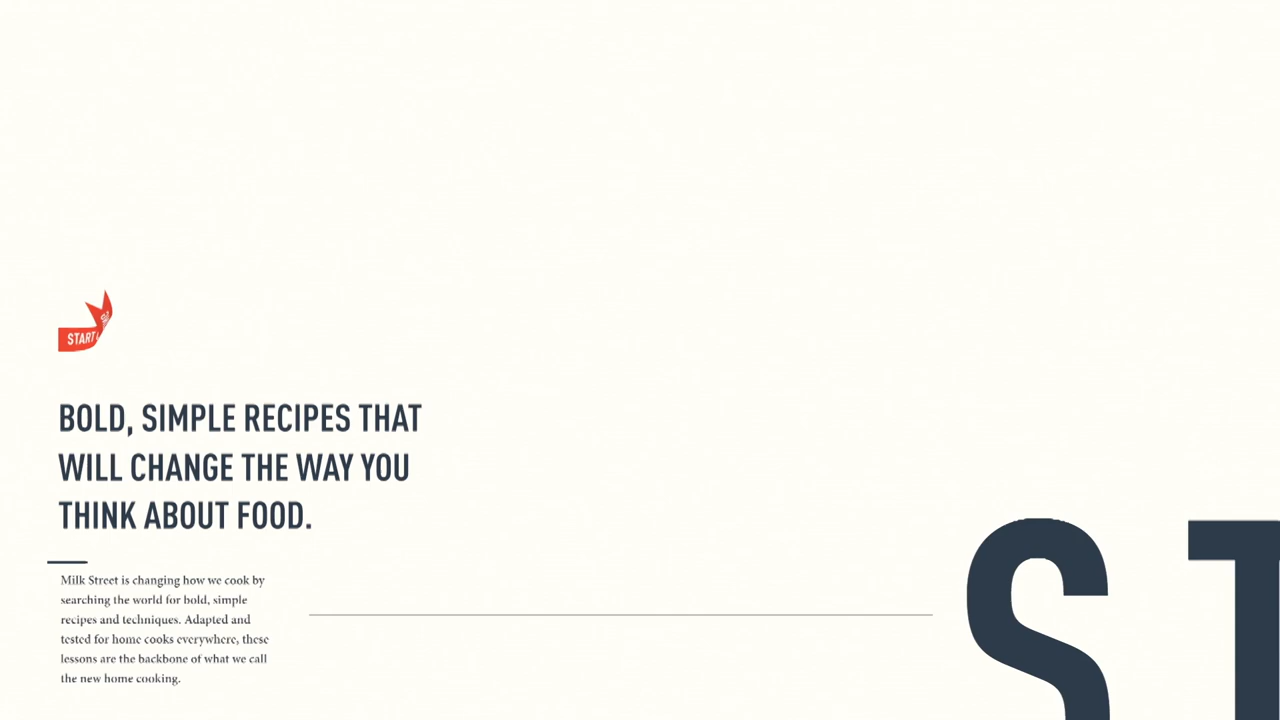 START
BOLD, SIMPLE RECIPES THAT
WILL CHANGE THE WAY YOU
THINK ABOUT FOOD.
Milk Street is changing how we cook by
searching the world for bold, simple
recipes and techniques. Adapted and
tested for home cooks everywhere, these
lessons are the backbone of what we call
the new home cooking.
ST